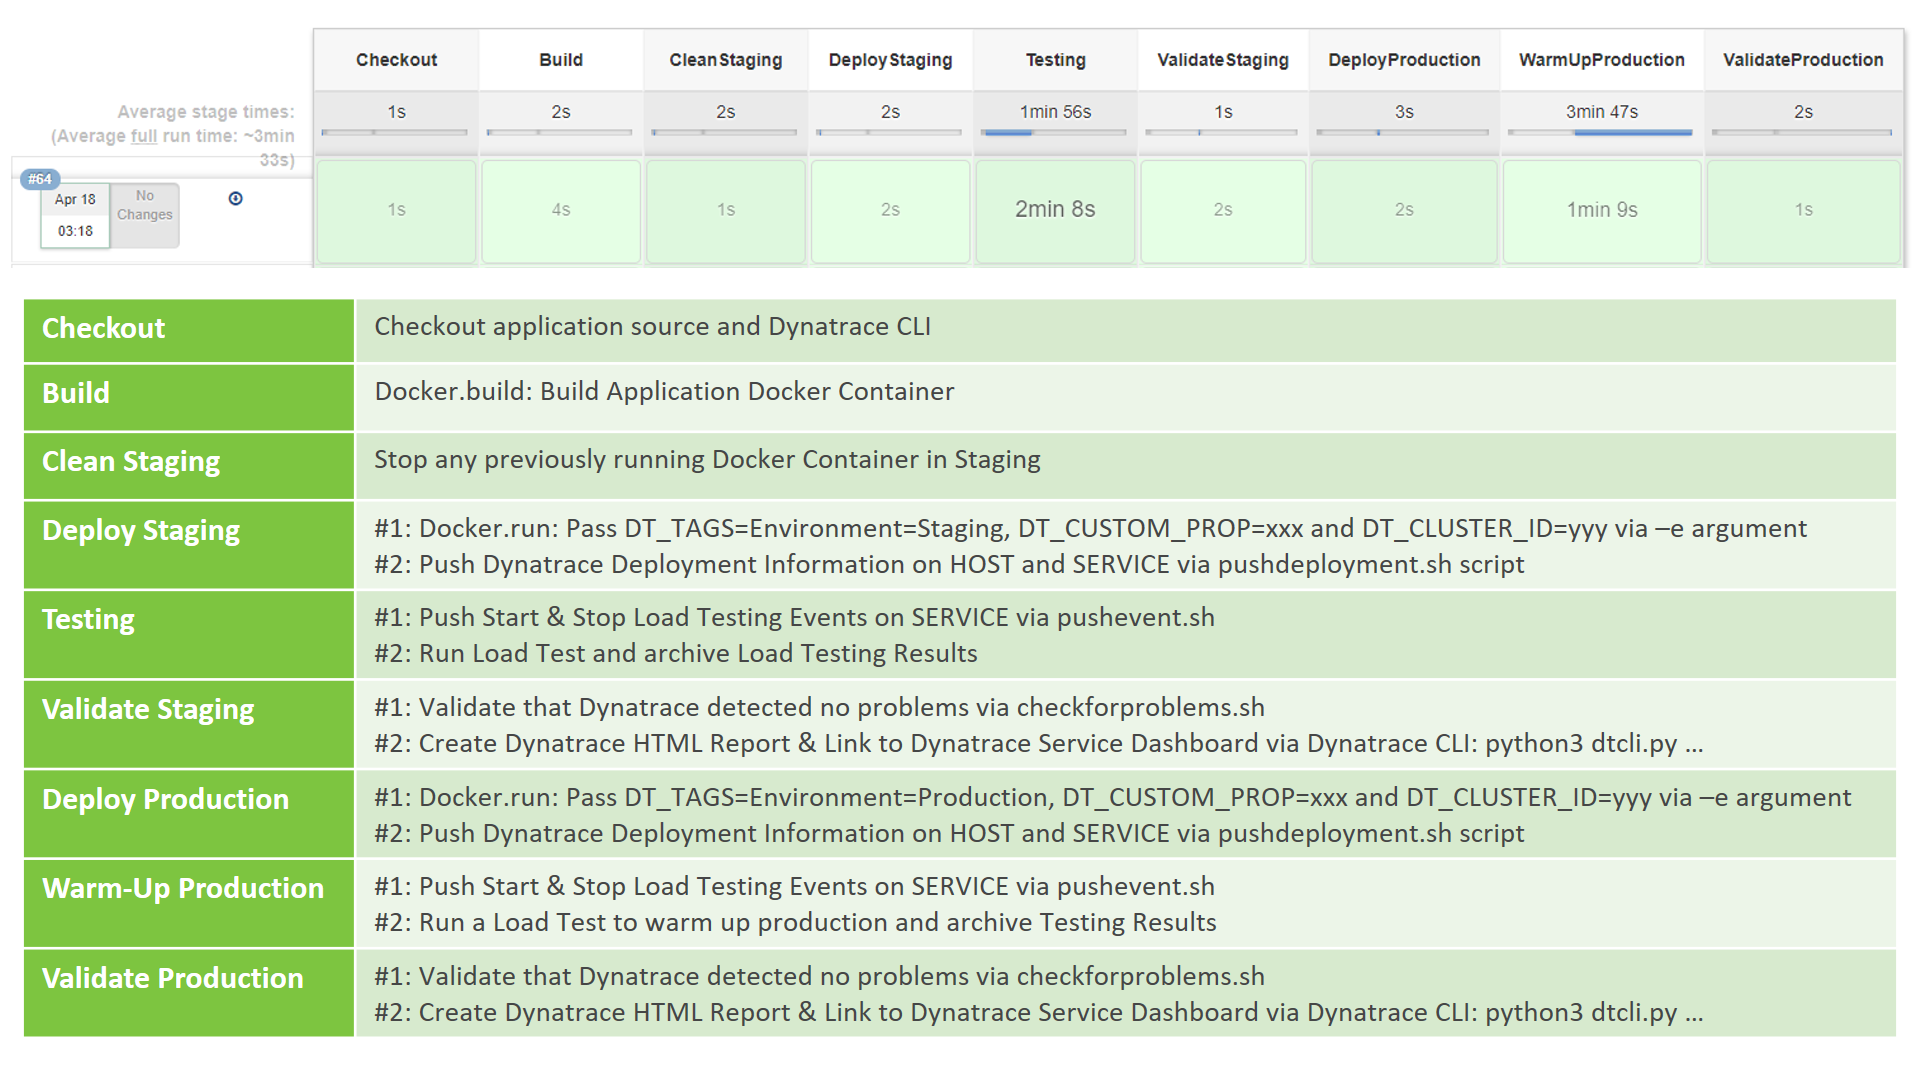 Checkout Build CleanStaging DeployStaging Testing ValidateStaging DeployProduction WarmUpProduction ValidateProduction
Average stage times:
(Average full run time: ~3min
33s)
1s 2s 2s 2s 1min 56s 1s 3s 3min 47s 2s
#64
Apr 18
03:18
No
Changes
1s 4s 1s 2s 2min 8s 2s 2s 1min 9s 1s
Checkout
Checkout application source and Dynatrace CLI
Build
Docker.build: Build Application Docker Container
Clean Staging
Stop any previously running Docker Container in Staging
Deploy Staging
#1: Docker.run: Pass DT_TAGS=Environment=Staging, DT_CUSTOM_PROP=xxx and DT_CLUSTER_ID=yyy via –e argument
#2: Push Dynatrace Deployment Information on HOST and SERVICE via pushdeployment.sh script
Testing
#1: Push Start & Stop Load Testing Events on SERVICE via pushevent.sh
#2: Run Load Test and archive Load Testing Results
Validate Staging
#1: Validate that Dynatrace detected no problems via checkforproblems.sh
#2: Create Dynatrace HTML Report & Link to Dynatrace Service Dashboard via Dynatrace CLI: python3 dtcli.py …
Deploy Production
#1: Docker.run: Pass DT_TAGS=Environment=Production, DT_CUSTOM_PROP=xxx and DT_CLUSTER_ID=yyy via –e argument
#2: Push Dynatrace Deployment Information on HOST and SERVICE via pushdeployment.sh script
Warm-Up Production
#1: Push Start & Stop Load Testing Events on SERVICE via pushevent.sh
#2: Run a Load Test to warm up production and archive Testing Results
Validate Production
#1: Validate that Dynatrace detected no problems via checkforproblems.sh
#2: Create Dynatrace HTML Report & Link to Dynatrace Service Dashboard via Dynatrace CLI: python3 dtcli.py …